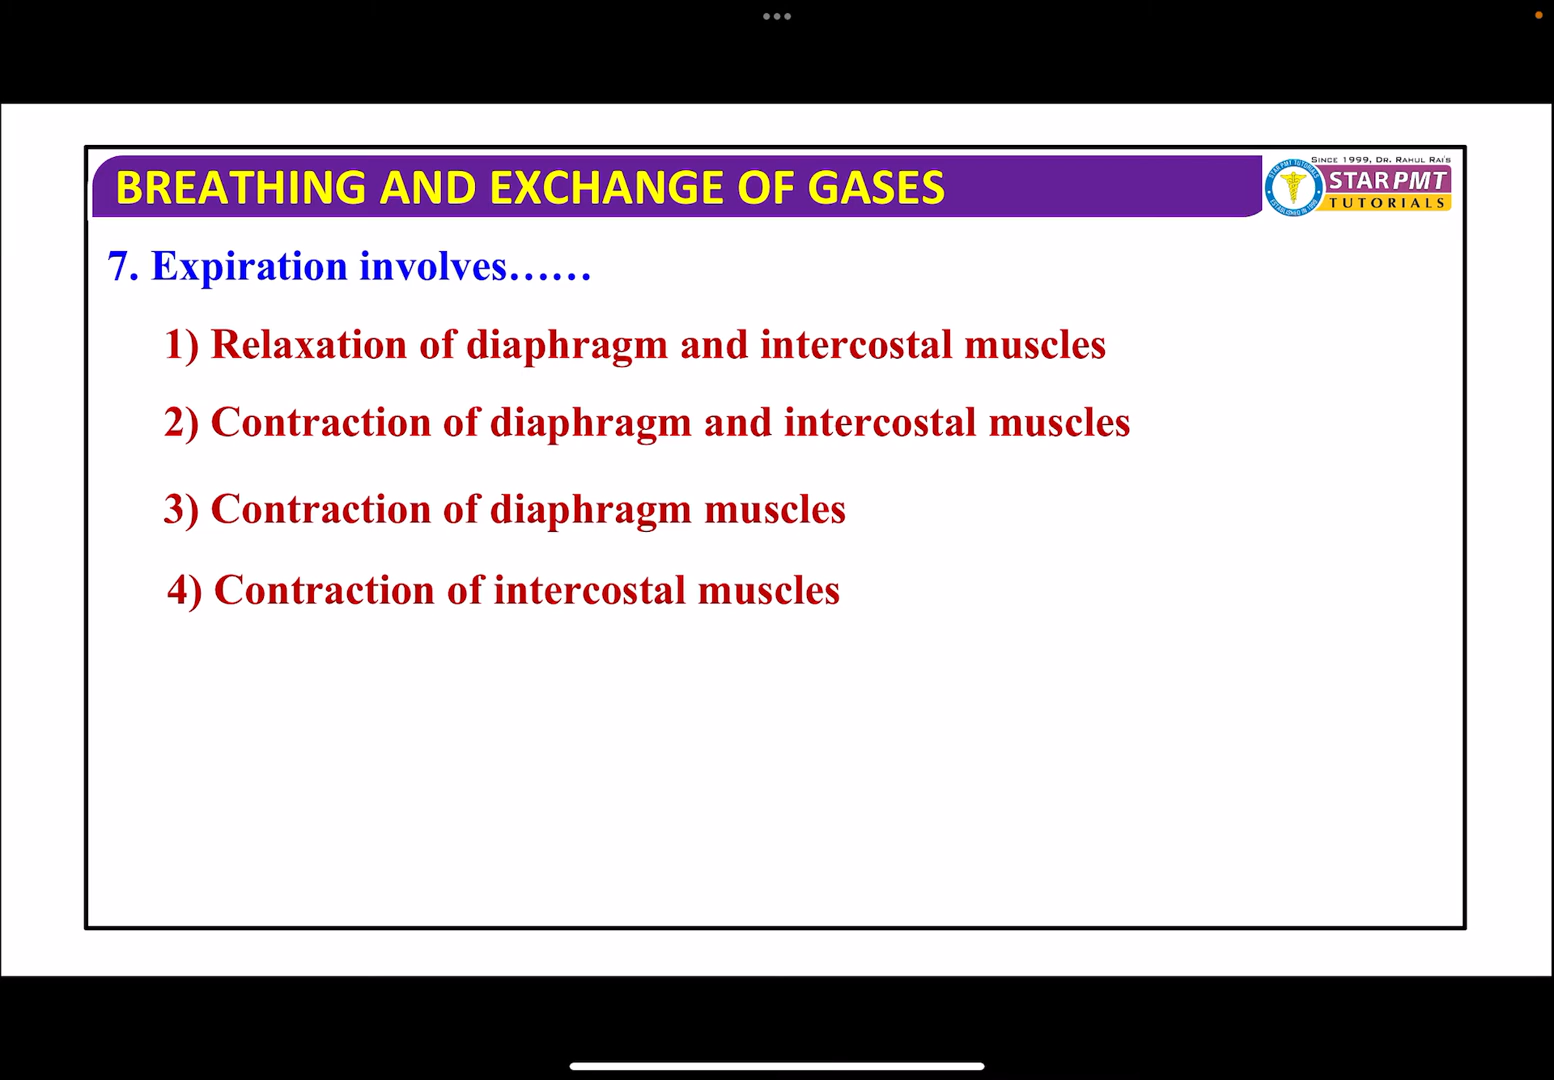 BREATHING AND EXCHANGE OF GASES
SINCE 1999, DR. RAHUL RAI'S
STAR PMT
TUTORIALS
7. Expiration involves......
1) Relaxation of diaphragm and intercostal muscles
2) Contraction of diaphragm and intercostal muscles
3) Contraction of diaphragm muscles
4) Contraction of intercostal muscles